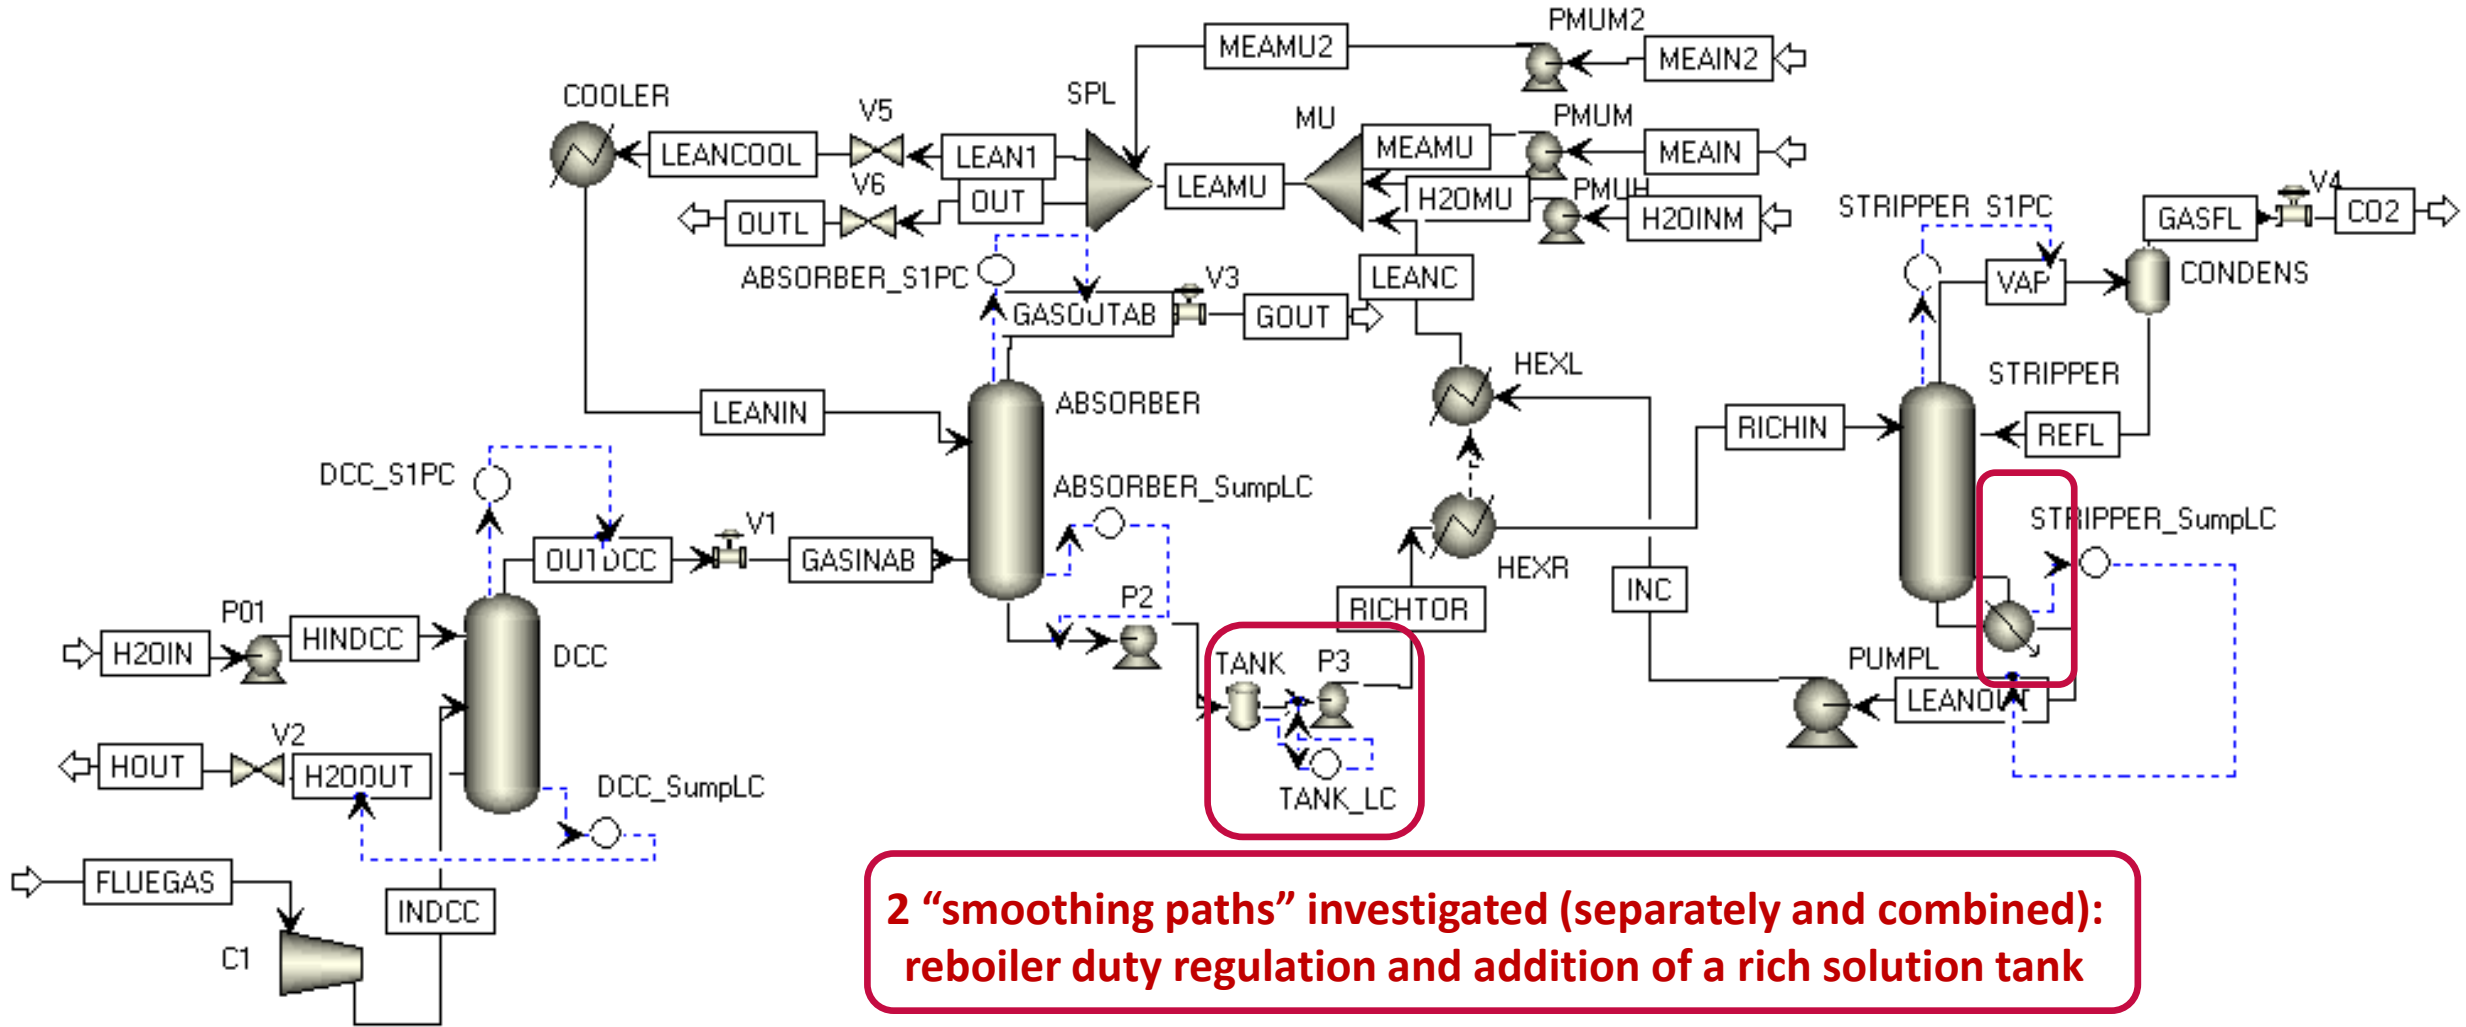 PMUM2
MEAMU2
MEAIN2
COOLER
V5
SPL
MU
PMUM
LEANCOOL
LEAN1
MEAMU
MEAIN
V6
LEAMU
PMUH
V4
OUT
H2OMU
OUTL
H2OINM
STRIPPER_S1PC
GASFL
CO2
ABSORBER_S1PC
V3
LEANC
VAP
CONDENS
GASOUTAB
GOUT
HEXL
STRIPPER
LEANIN
ABSORBER
RICHIN
REFL
DCC_S1PC
ABSORBER_SumpLC
V1
STRIPPER_SumpLC
OUTDCC
GASINAB
HEXR
INC
P01
P2
RICHTOR
H2OIN
HINDCC
DCC
TANK
P3
PUMPL
LEANOUT
V2
HOUT
H2OOUT
DCC_SumpLC
TANK_LC
FLUEGAS
INDCC
C1
2 “smoothing paths” investigated (separately and combined):
reboiler duty regulation and addition of a rich solution tank